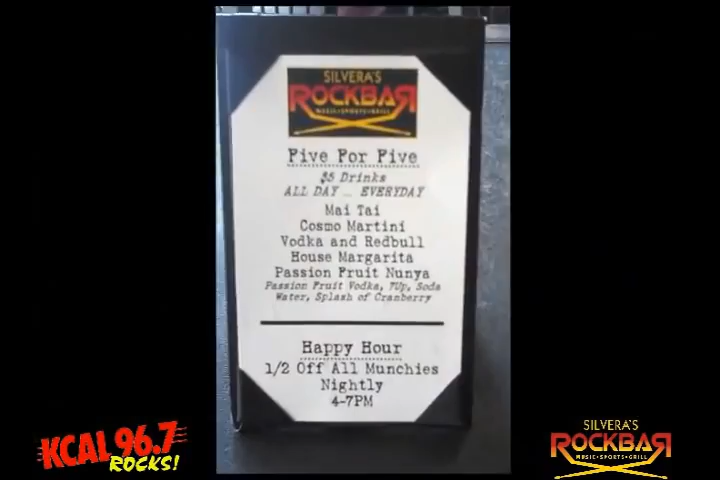 SILVERA'S
ROCKBAR
MUSIC•SPORTS•GRILL
Five For Five
$5 Drinks
ALL DAY … EVERYDAY
Mai Tai
Cosmo Martini
Vodka and Redbull
House Margarita
Passion Fruit Nunya
Passion Fruit Vodka, 7Up, Soda
Water, Splash of Cranberry
Happy Hour
1/2 Off All Munchies
Nightly
4-7PM
KCAL 96.7
ROCKS!
SILVERA'S
ROCKBAR
MUSIC•SPORTS•GRILL